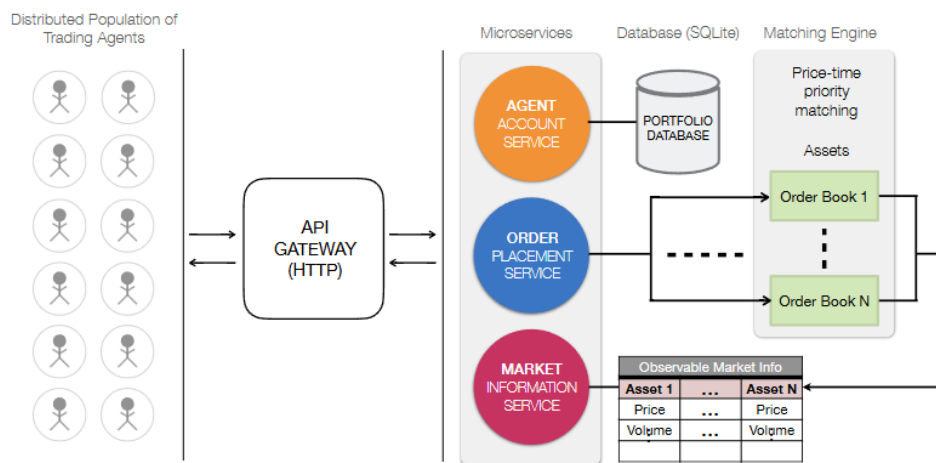 Distributed Population of
Trading Agents
Microservices
Database (SQLite)
Matching Engine
AGENT
ACCOUNT
SERVICE
PORTFOLIO
DATABASE
Price-time
priority
matching
Assets
Order Book 1
API
GATEWAY
(HTTP)
ORDER
PLACEMENT
SERVICE
Order Book N
MARKET
INFORMATION
SERVICE
Observable Market Info
Asset 1 ... Asset N
Price ... Price
Volume ... Volume